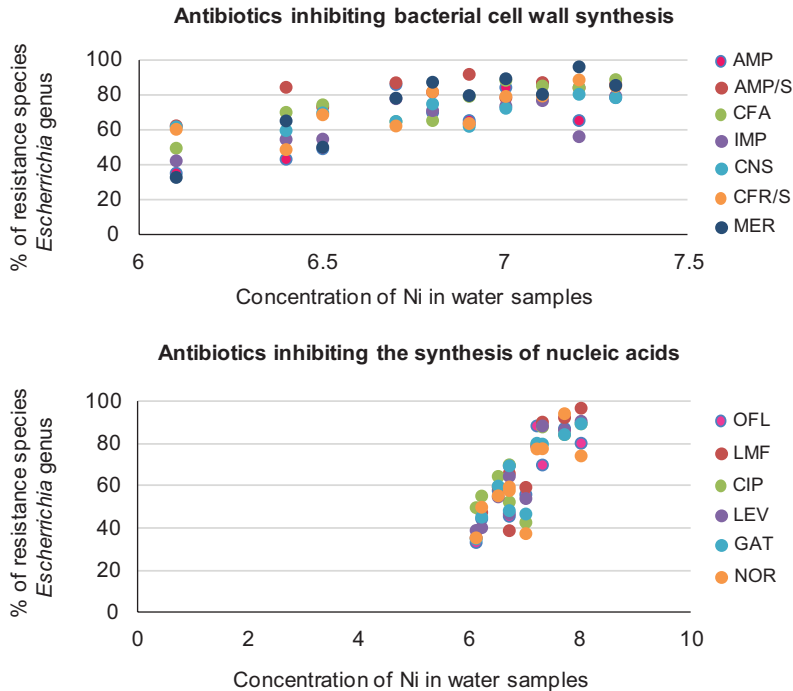 Antibiotics inhibiting bacterial cell wall synthesis
% of resistance species
Escherrichia genus
100
80
60
40
20
0
6
6.5
7
7.5
Concentration of Ni in water samples
AMP
AMP/S
CFA
IMP
CNS
CFR/S
MER
Antibiotics inhibiting the synthesis of nucleic acids
% of resistance species
Escherrichia genus
100
80
60
40
20
0
0
2
4
6
8
10
Concentration of Ni in water samples
OFL
LMF
CIP
LEV
GAT
NOR